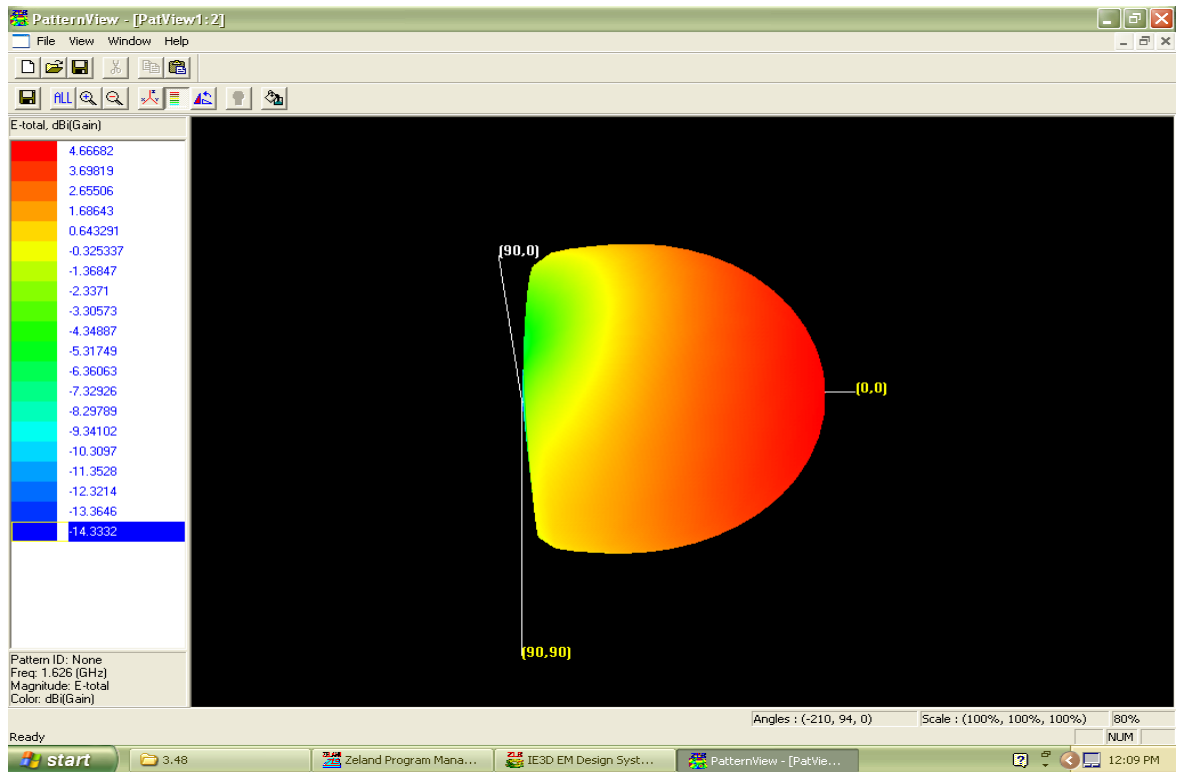 PatternView - [PatView1:2]
File View Window Help
ALL
E-total, dBi(Gain)
4.66682
3.69819
2.65506
1.68643
0.643291
-0.325337
-1.36847
-2.3371
-3.30573
-4.34887
-5.31749
-6.36063
-7.32926
-8.29789
-9.34102
-10.3097
-11.3528
-12.3214
-13.3646
-14.3332
(90,0)
(0,0)
(90,90)
Pattern ID: None
Freq: 1.626 (GHz)
Magnitude: E-total
Color: dBi(Gain)
Angles : (-210, 94, 0) Scale : (100%, 100%, 100%) 80%
Ready NUM
start 3.48 Zeland Program Mana... IE3D EM Design Syst... PatternView - [PatVie... 12:09 PM